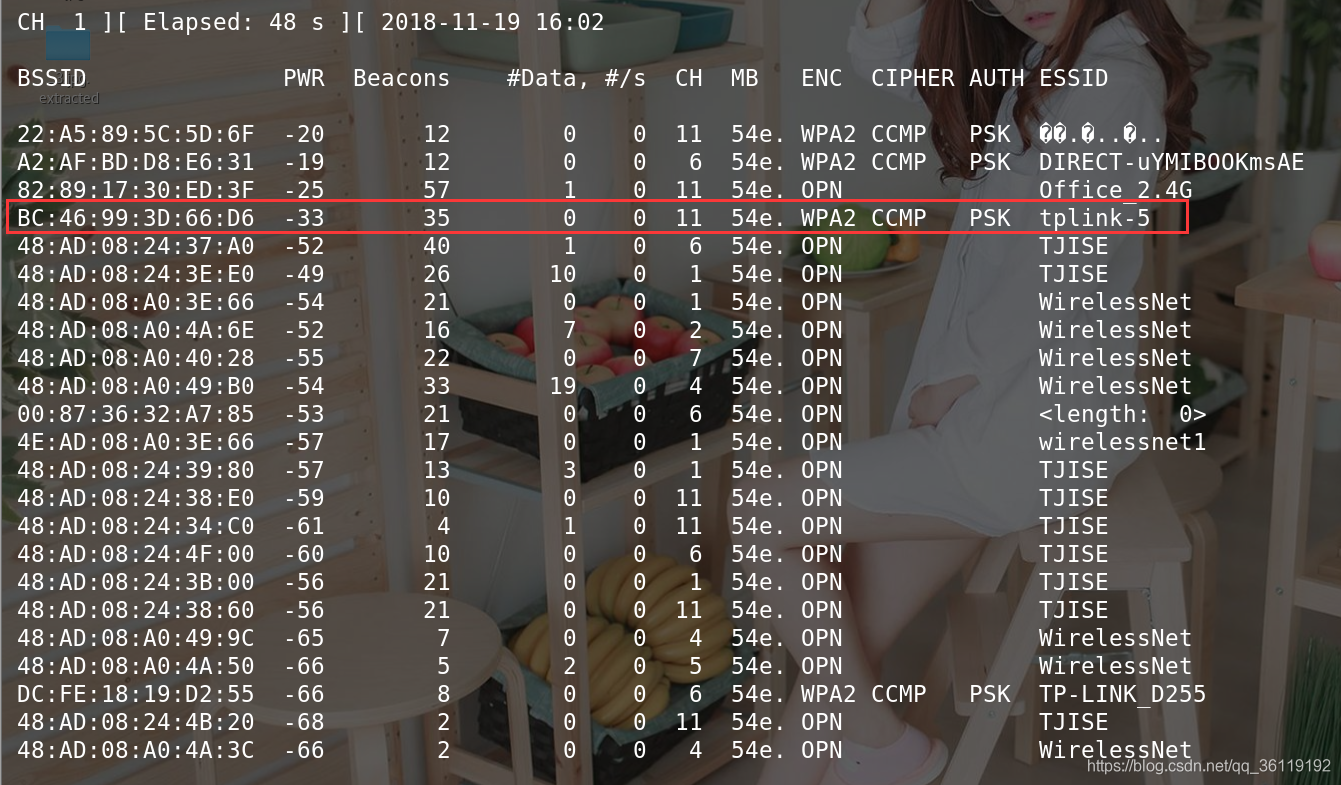 CH  1 ][ Elapsed: 48 s ][ 2018-11-19 16:02
BSSID PWR Beacons #Data, #/s CH MB ENC CIPHER AUTH ESSID
extracted
22:A5:89:5C:5D:6F -20 12 0 0 11 54e. WPA2 CCMP PSK ��.�..�..
A2:AF:BD:D8:E6:31 -19 12 0 0 6 54e. WPA2 CCMP PSK DIRECT-uYMIBOOKmsAE
82:89:17:30:ED:3F -25 57 1 0 11 54e. OPN Office_2.4G
BC:46:99:3D:66:D6 -33 35 0 0 11 54e. WPA2 CCMP PSK tplink-5
48:AD:08:24:37:A0 -52 40 1 0 6 54e. OPN TJISE
48:AD:08:24:3E:E0 -49 26 10 0 1 54e. OPN TJISE
48:AD:08:A0:3E:66 -54 21 0 0 1 54e. OPN WirelessNet
48:AD:08:A0:4A:6E -52 16 7 0 2 54e. OPN WirelessNet
48:AD:08:A0:40:28 -55 22 0 0 7 54e. OPN WirelessNet
48:AD:08:A0:49:B0 -54 33 19 0 4 54e. OPN WirelessNet
00:87:36:32:A7:85 -53 21 0 0 6 54e. OPN <length:  0>
4E:AD:08:A0:3E:66 -57 17 0 0 1 54e. OPN wirelessnet1
48:AD:08:24:39:80 -57 13 3 0 1 54e. OPN TJISE
48:AD:08:24:38:E0 -59 10 0 0 11 54e. OPN TJISE
48:AD:08:24:34:C0 -61 4 1 0 11 54e. OPN TJISE
48:AD:08:24:4F:00 -60 10 0 0 6 54e. OPN TJISE
48:AD:08:24:3B:00 -56 21 0 0 1 54e. OPN TJISE
48:AD:08:24:38:60 -56 21 0 0 11 54e. OPN TJISE
48:AD:08:A0:49:9C -65 7 0 0 4 54e. OPN WirelessNet
48:AD:08:A0:4A:50 -66 5 2 0 5 54e. OPN WirelessNet
DC:FE:18:19:D2:55 -66 8 0 0 6 54e. WPA2 CCMP PSK TP-LINK_D255
48:AD:08:24:4B:20 -68 2 0 0 11 54e. OPN TJISE
48:AD:08:A0:4A:3C -66 2 0 0 4 54e. OPN WirelessNet
https://blog.csdn.net/qq_36119192